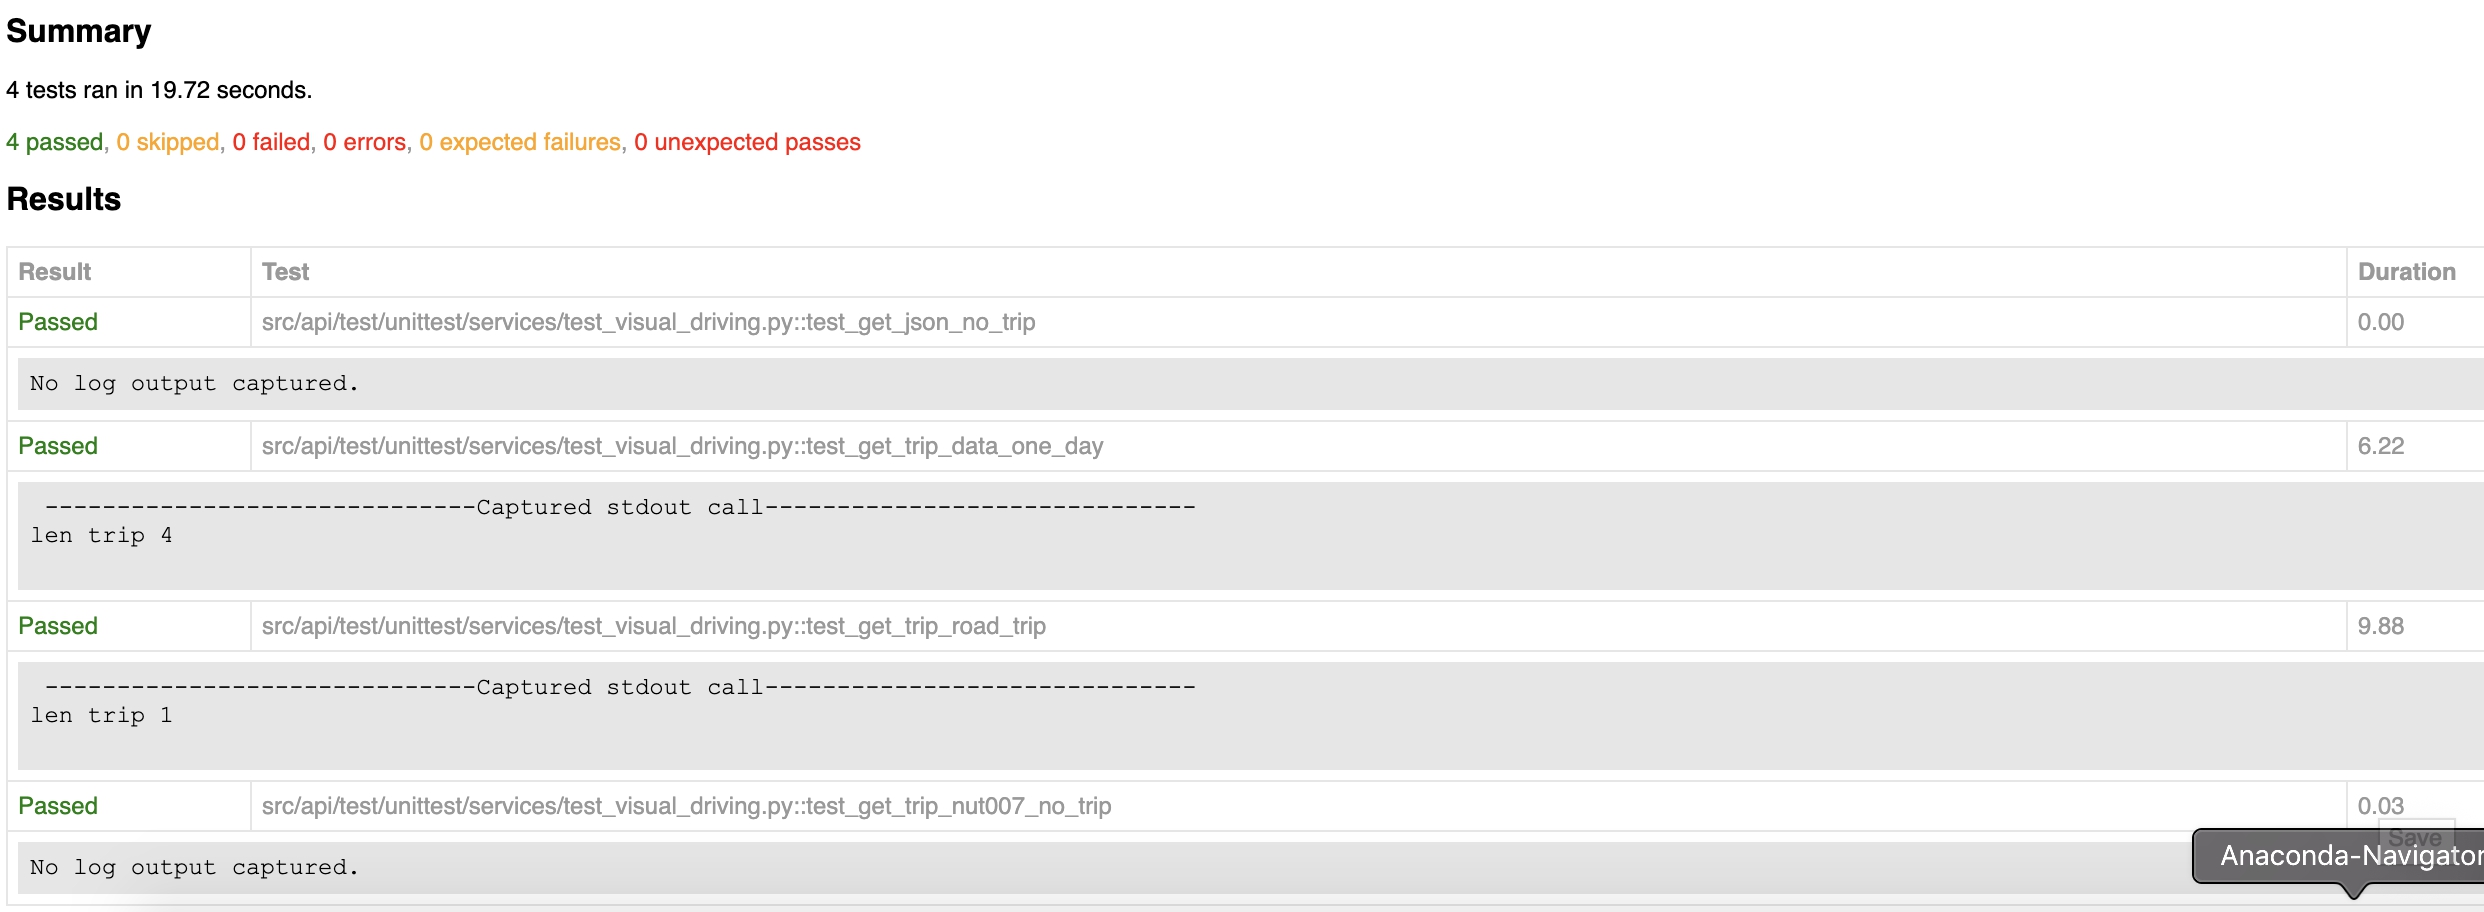 Summary
4 tests ran in 19.72 seconds.
4 passed, 0 skipped, 0 failed, 0 errors, 0 expected failures, 0 unexpected passes
Results
Result Test Duration
Passed src/api/test/unittest/services/test_visual_driving.py::test_get_json_no_trip 0.00
No log output captured.
Passed src/api/test/unittest/services/test_visual_driving.py::test_get_trip_data_one_day 6.22
------------------------------Captured stdout call------------------------------
len trip 4
Passed src/api/test/unittest/services/test_visual_driving.py::test_get_trip_road_trip 9.88
------------------------------Captured stdout call------------------------------
len trip 1
Passed src/api/test/unittest/services/test_visual_driving.py::test_get_trip_nut007_no_trip 0.03
Save
Anaconda-Navigator
No log output captured.